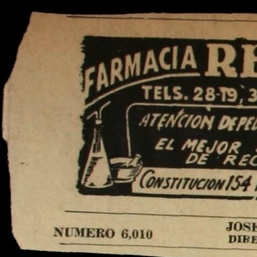 FARMACIA RE
TELS. 28-19, 3
ATENCION DE
EL MEJOR
DE REC
CONSTITUCION 154
NUMERO 6,010
JOSE
DIRE